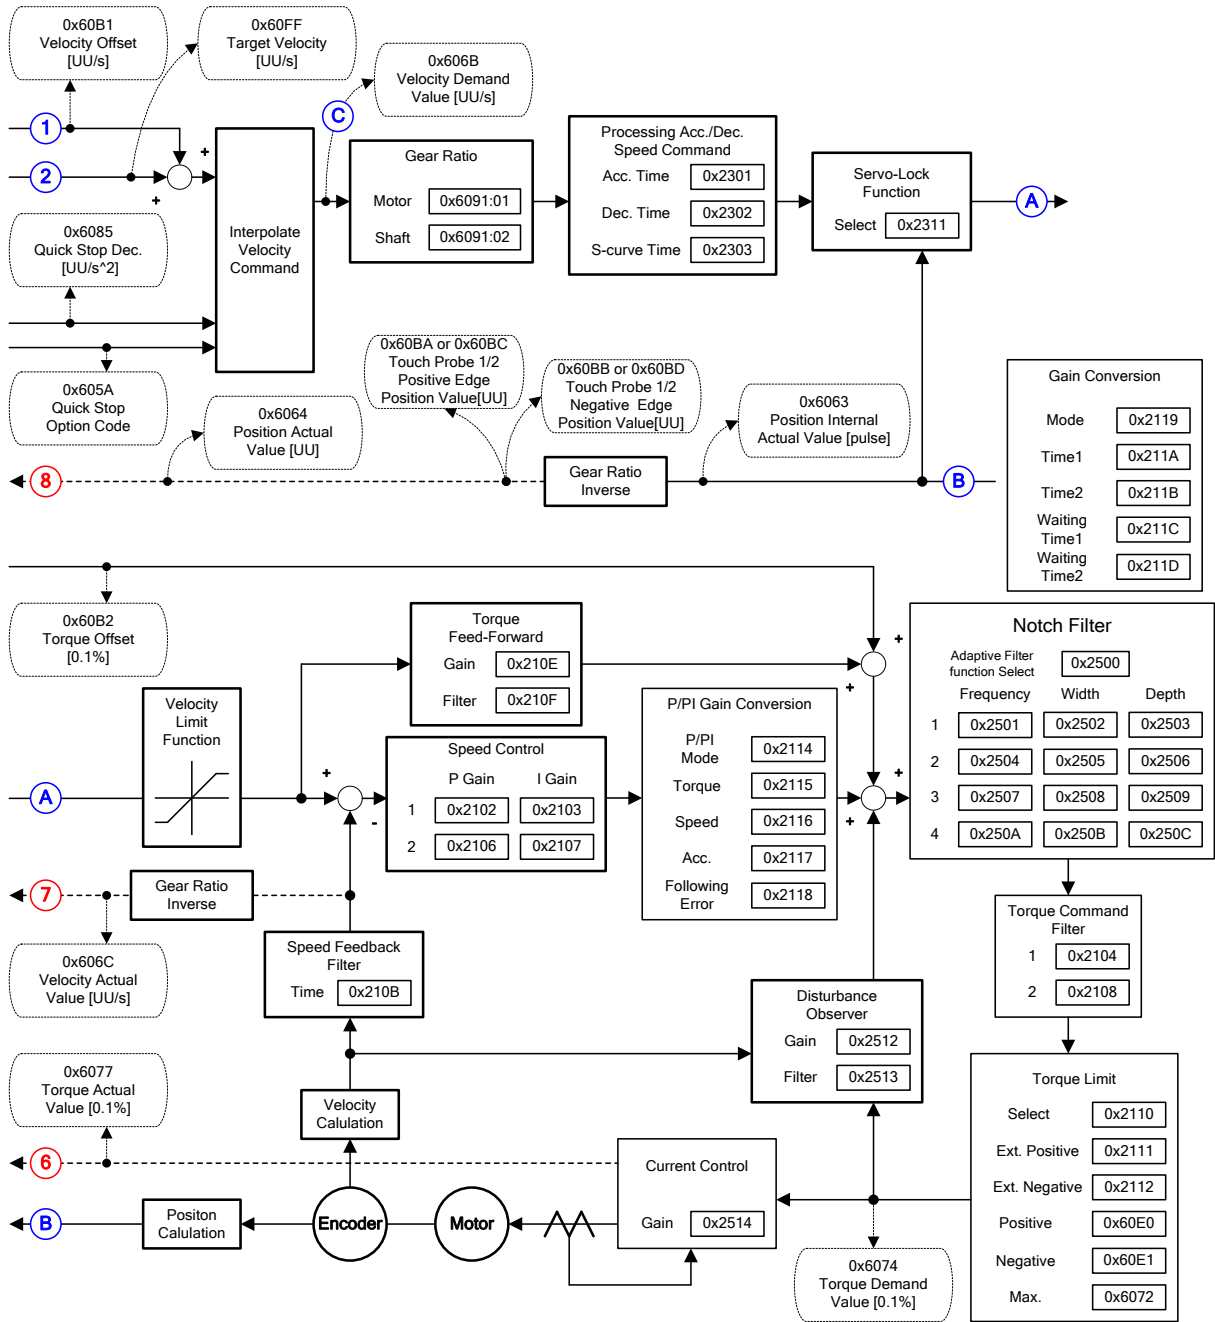 0x60B1
Velocity Offset
[UU/s]
0x60FF
Target Velocity
[UU/s]
0x606B
Velocity Demand
Value [UU/s]
1
C
2
+
+
Interpolate
Velocity
Command
Gear Ratio
Motor 0x6091:01
Shaft 0x6091:02
Processing Acc./Dec.
Speed Command
Acc. Time 0x2301
Dec. Time 0x2302
S-curve Time 0x2303
Servo-Lock
Function
Select 0x2311
A
0x6085
Quick Stop Dec.
[UU/s^2]
0x605A
Quick Stop
Option Code
0x6064
Position Actual
Value [UU]
0x60BA or 0x60BC
Touch Probe 1/2
Positive Edge
Position Value[UU]
0x60BB or 0x60BD
Touch Probe 1/2
Negative Edge
Position Value[UU]
0x6063
Position Internal
Actual Value [pulse]
8
Gear Ratio
Inverse
B
Gain Conversion
Mode 0x2119
Time1 0x211A
Time2 0x211B
Waiting
Time1
0x211C
Waiting
Time2
0x211D
0x60B2
Torque Offset
[0.1%]
Torque
Feed-Forward
Gain 0x210E
Filter 0x210F
+
+
A
Velocity
Limit
Function
+
-
Speed Control
P Gain I Gain
1 0x2102 0x2103
2 0x2106 0x2107
P/PI Gain Conversion
P/PI
Mode
0x2114
Torque 0x2115
Speed 0x2116
Acc. 0x2117
Following
Error
0x2118
+
+
Notch Filter
Adaptive Filter
function Select
0x2500
Frequency Width Depth
1 0x2501 0x2502 0x2503
2 0x2504 0x2505 0x2506
3 0x2507 0x2508 0x2509
4 0x250A 0x250B 0x250C
7
Gear Ratio
Inverse
0x606C
Velocity Actual
Value [UU/s]
Speed Feedback
Filter
Time 0x210B
Torque Command
Filter
1 0x2104
2 0x2108
Disturbance
Observer
Gain 0x2512
Filter 0x2513
0x6077
Torque Actual
Value [0.1%]
Velocity
Calulation
6
Current Control
Gain 0x2514
Torque Limit
Select 0x2110
Ext. Positive 0x2111
Ext. Negative 0x2112
Positive 0x60E0
Negative 0x60E1
Max. 0x6072
B
Positon
Calulation
Encoder
Motor
0x6074
Torque Demand
Value [0.1%]